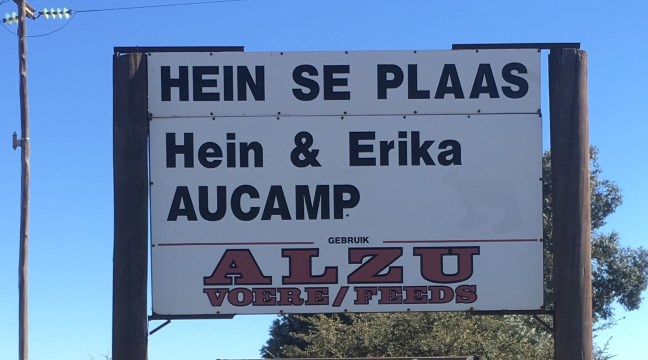 HEIN SE PLAAS
Hein & Erika
AUCAMP
GEBRUIK
ALZU
VOERE/FEEDS